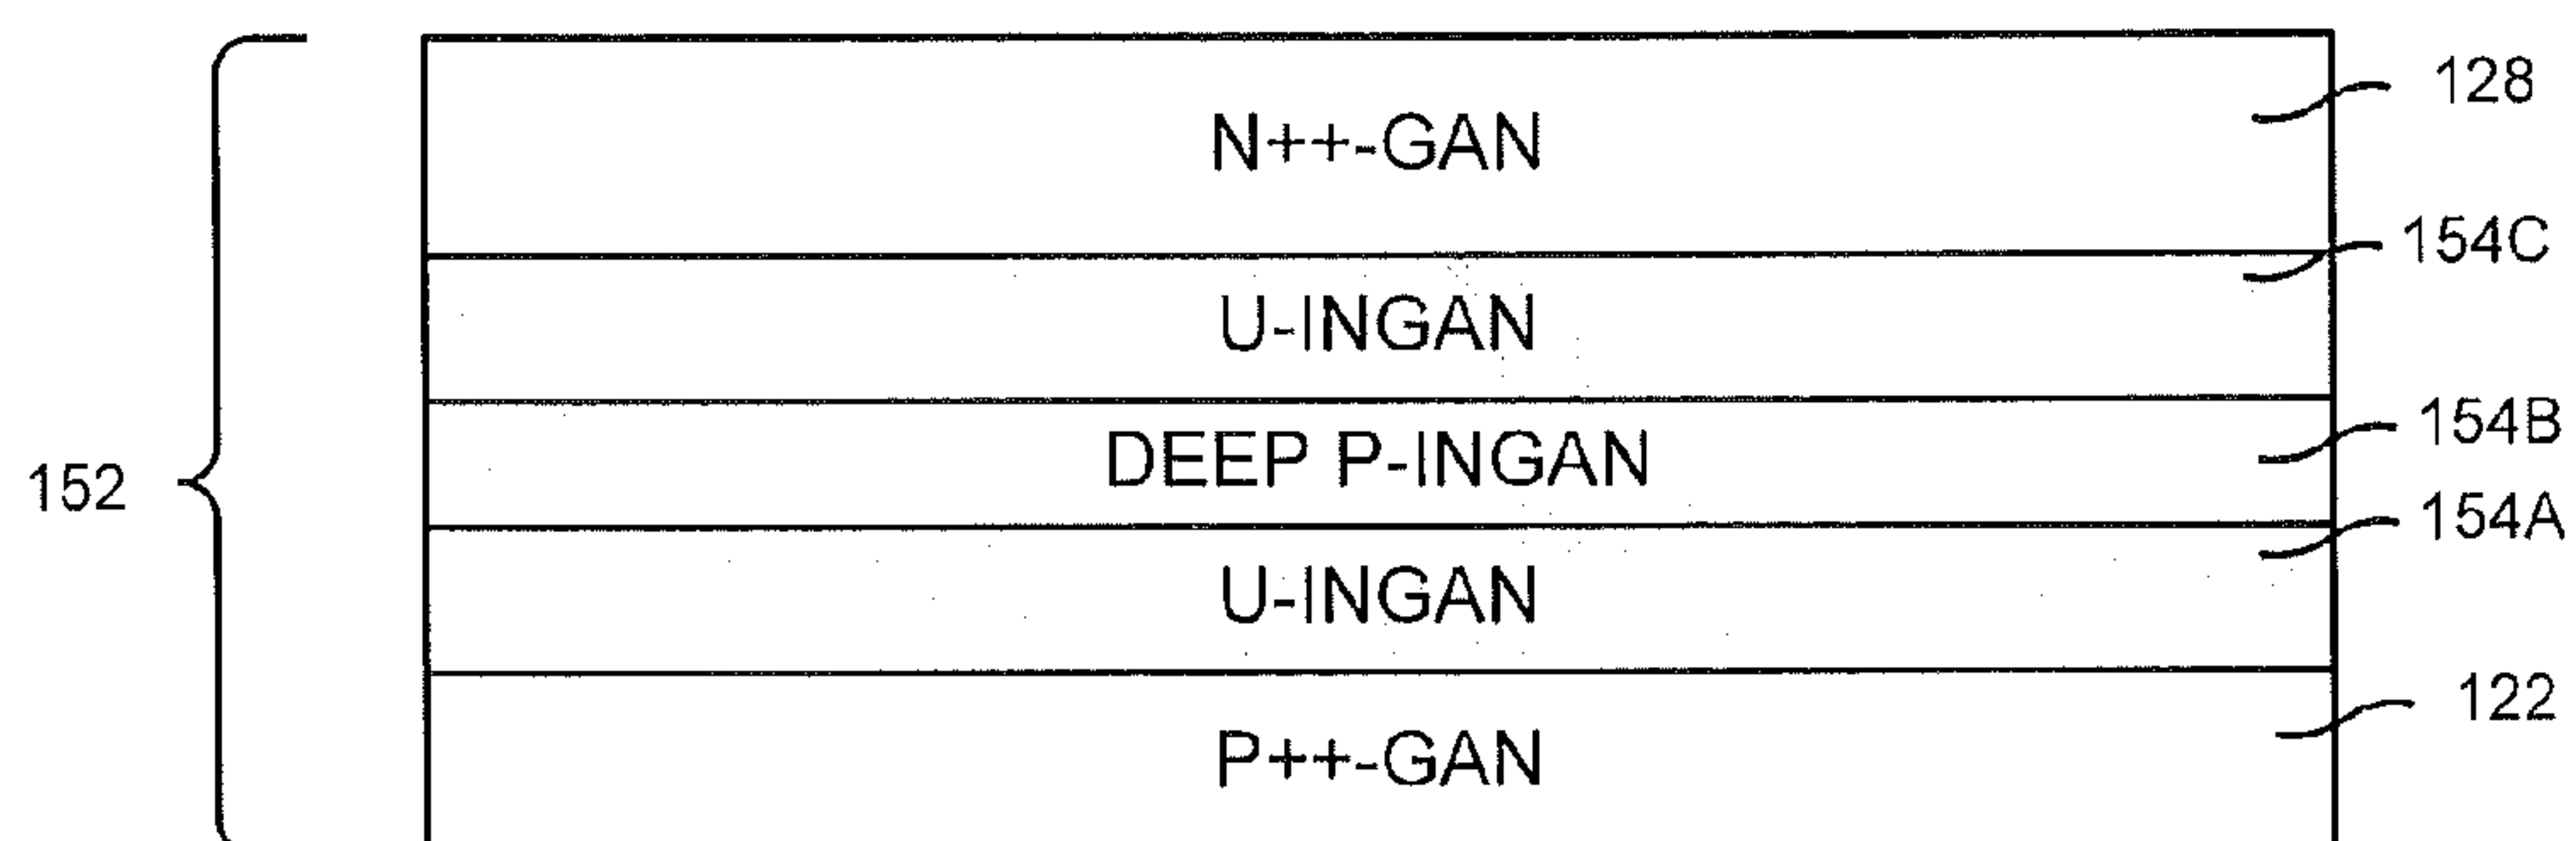 128
N++-GAN
154C
U-INGAN
154B
DEEP P-INGAN
152
154A
U-INGAN
122
P++-GAN